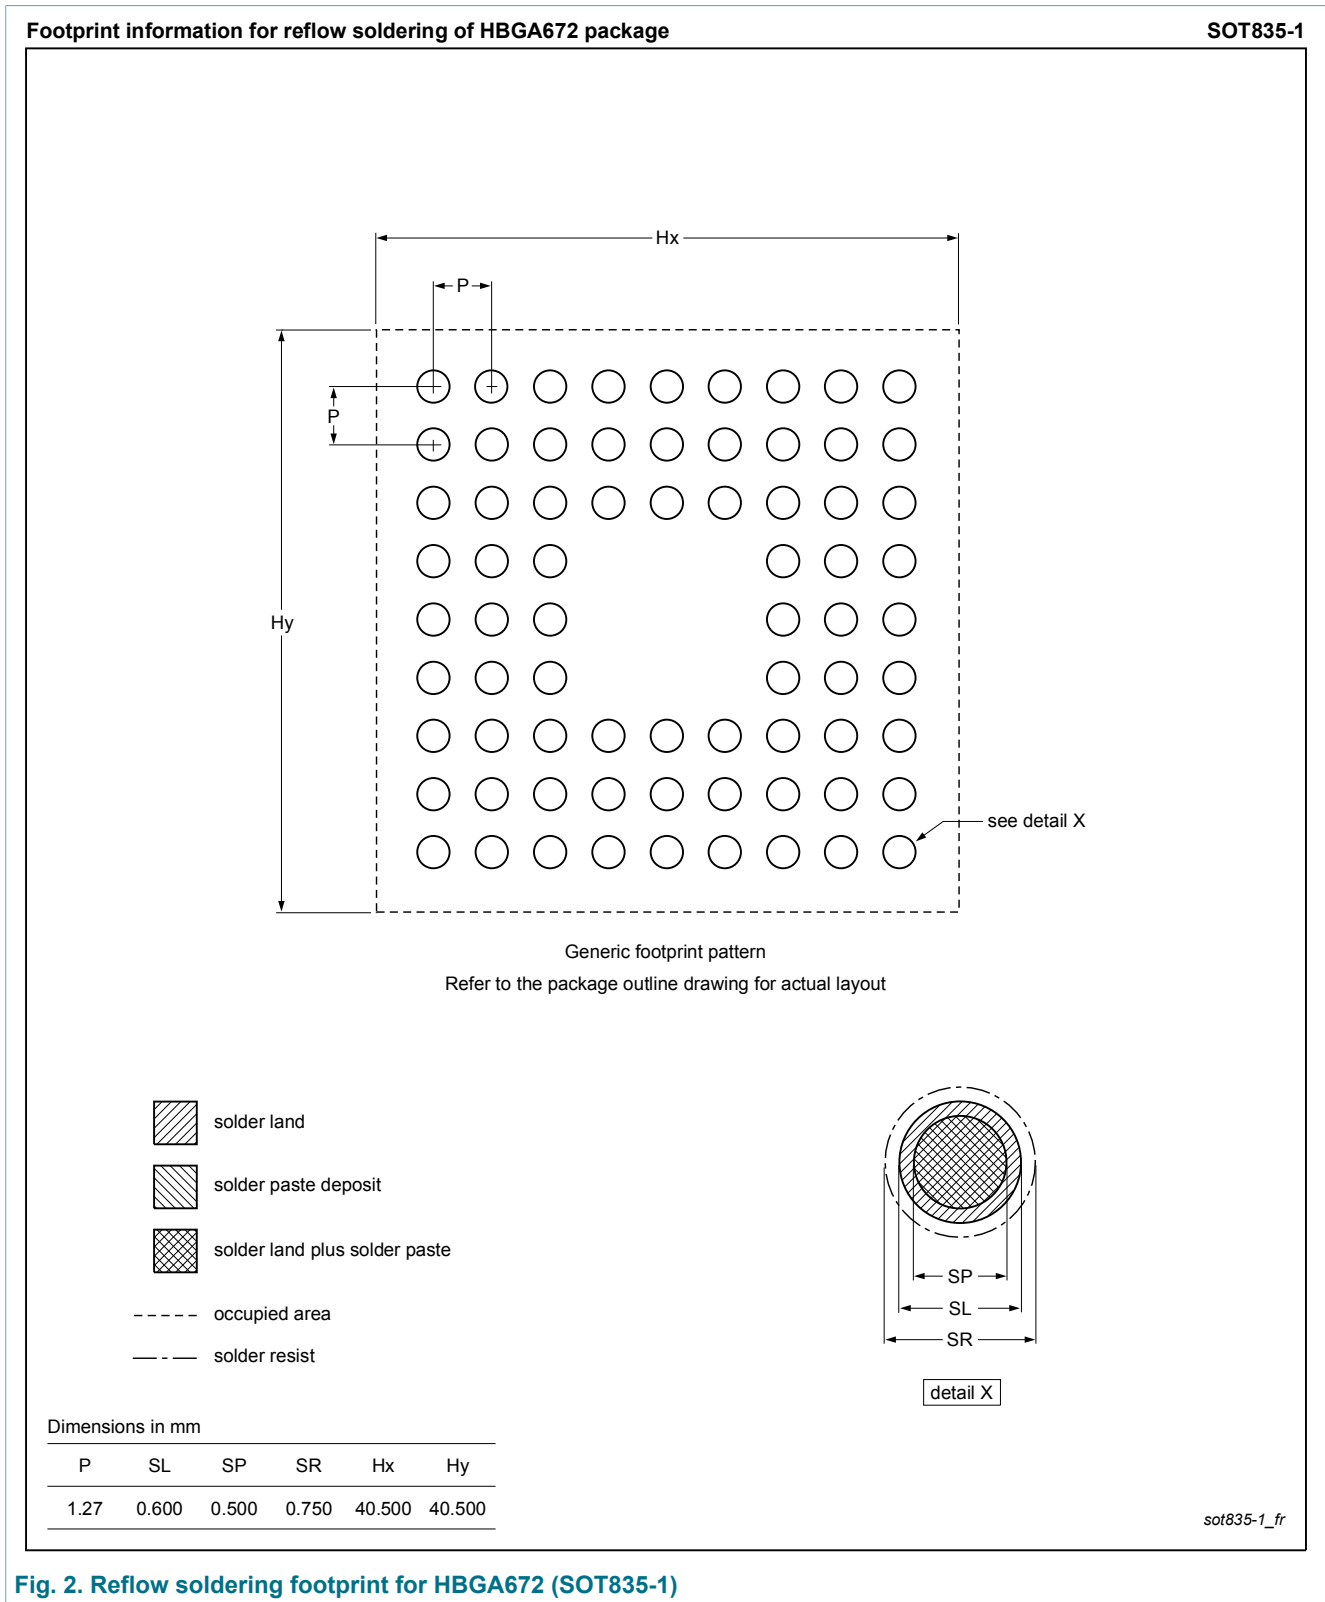 Footprint information for reflow soldering of HBGA672 package SOT835-1
Hx
P
P
Hy
see detail X
Generic footprint pattern
Refer to the package outline drawing for actual layout
solder land
solder paste deposit
solder land plus solder paste
occupied area
solder resist
SP
SL
SR
detail X
Dimensions in mm
P SL SP SR Hx Hy
1.27 0.600 0.500 0.750 40.500 40.500
sot835-1_fr
Fig. 2. Reflow soldering footprint for HBGA672 (SOT835-1)